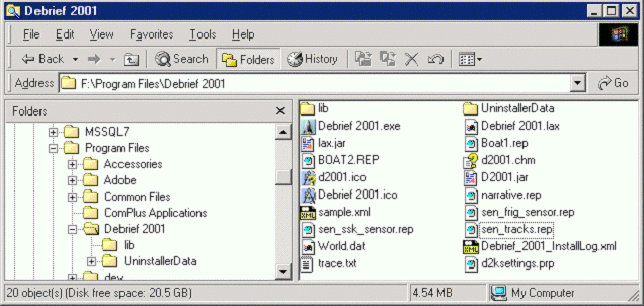 Debrief 2001
File Edit View Favorites Tools Help
Back Search Folders History
Address F:\Program Files\Debrief 2001 Go
Folders
MSSQL7
Program Files
Accessories
Adobe
Common Files
ComPlus Applications
Debrief 2001
lib
UninstallerData
dev
lib UninstallerData
Debrief 2001.exe Debrief 2001.lax
lax.jar Boat1.rep
BOAT2.REP d2001.chm
d2001.ico D2001.jar
Debrief 2001.ico narrative.rep
sample.xml sen_frig_sensor.rep
sen_ssk_sensor.rep sen_tracks.rep
World.dat Debrief_2001_InstallLog.xml
trace.txt d2ksettings.prp
20 object(s) (Disk free space: 20.5 GB) 4.54 MB My Computer